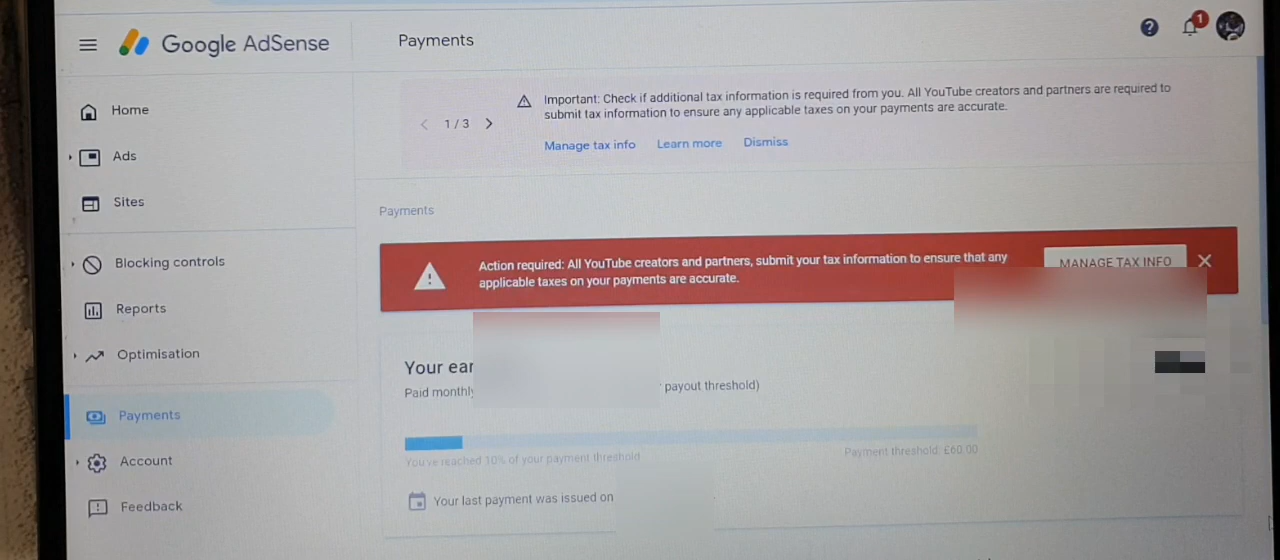 Google AdSense
Payments
1
Home
Ads
Sites
Blocking controls
Reports
Optimisation
Payments
Account
Feedback
1 / 3
Important: Check if additional tax information is required from you. All YouTube creators and partners are required to
submit tax information to ensure any applicable taxes on your payments are accurate.
Manage tax info Learn more Dismiss
Payments
Action required: All YouTube creators and partners, submit your tax information to ensure that any
applicable taxes on your payments are accurate.
MANAGE TAX INFO
Your
Paid monthly
payout threshold)
You've reached 10% of your payment threshold
Payment threshold: £60.00
Your last payment was issued on